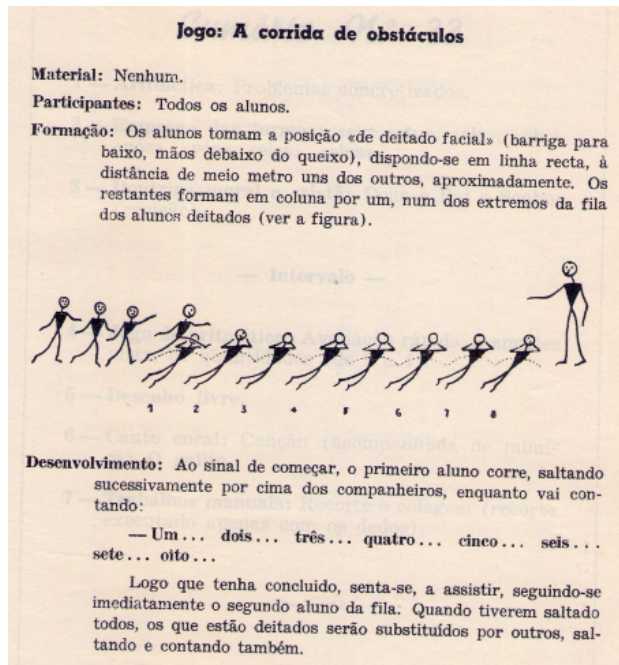 Jogo: A corrida de obstáculos
Material: Nenhum.
Participantes: Todos os alunos.
Formação: Os alunos tomam a posição «de deitado facial» (barriga para
baixo, mãos debaixo do queixo), dispondo-se em linha recta, à
distância de meio metro uns dos outros, aproximadamente. Os
restantes formam em coluna por um, num dos extremos da fila
dos alunos deitados (ver a figura).
1 2 3 4 5 6 7 8
Desenvolvimento: Ao sinal de começar, o primeiro aluno corre, saltando
sucessivamente por cima dos companheiros, enquanto vai con-
tando:
— Um... dois... três... quatro... cinco... seis...
sete... oito...
Logo que tenha concluido, senta-se, a assistir, seguindo-se
imediatamente o segundo aluno da fila. Quando tiverem saltado
todos, os que estão deitados serão substituídos por outros, sal-
tando e contando também.